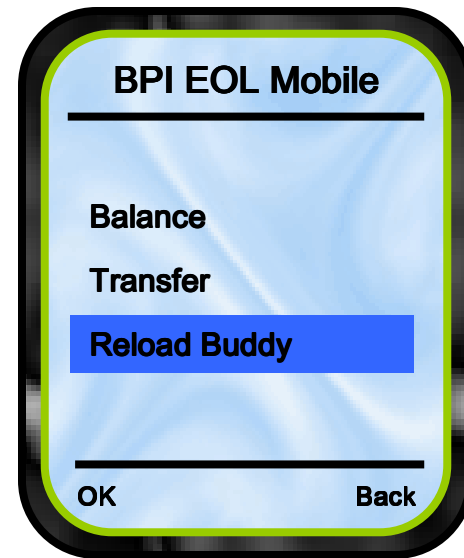 BPI EOL Mobile
Balance
Transfer
Reload Buddy
OK Back